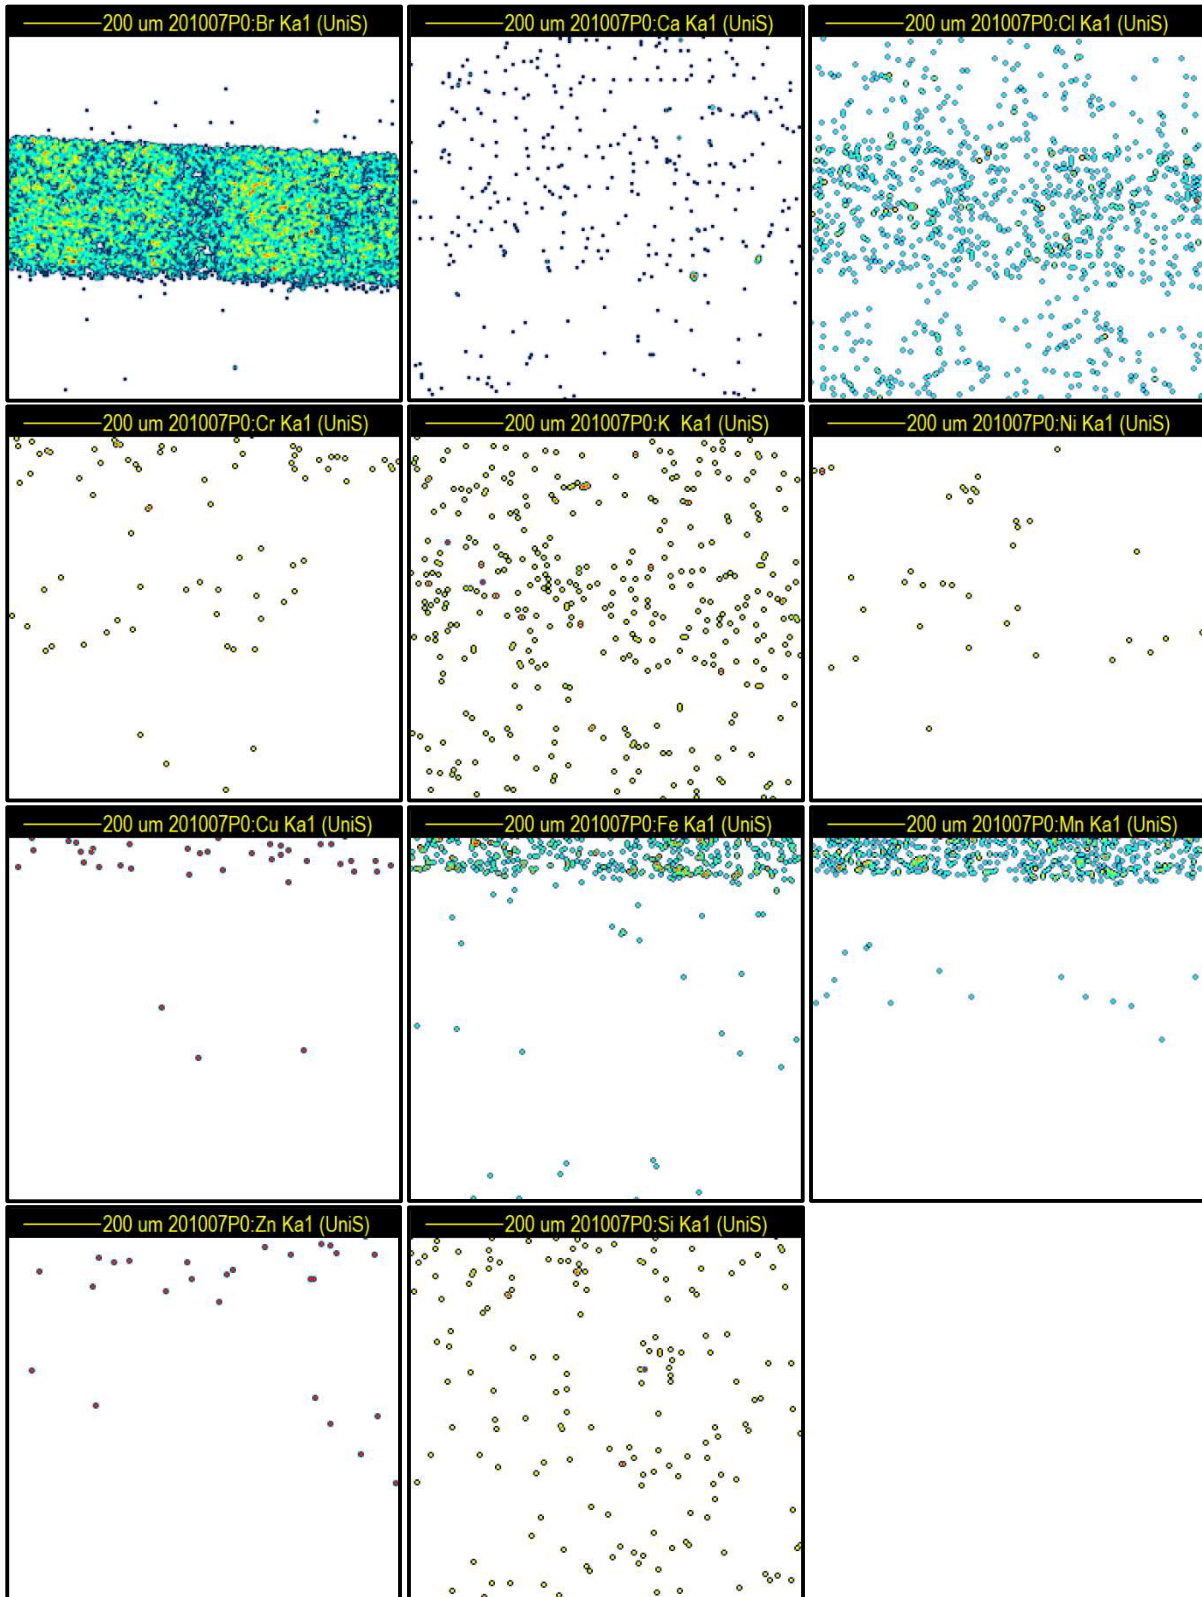 200 um 201007P0:Br Ka1 (UniS)
200 um 201007P0:Ca Ka1 (UniS)
200 um 201007P0:Cl Ka1 (UniS)
200 um 201007P0:Cr Ka1 (UniS)
200 um 201007P0:K Ka1 (UniS)
200 um 201007P0:Ni Ka1 (UniS)
200 um 201007P0:Cu Ka1 (UniS)
200 um 201007P0:Fe Ka1 (UniS)
200 um 201007P0:Mn Ka1 (UniS)
200 um 201007P0:Zn Ka1 (UniS)
200 um 201007P0:Si Ka1 (UniS)